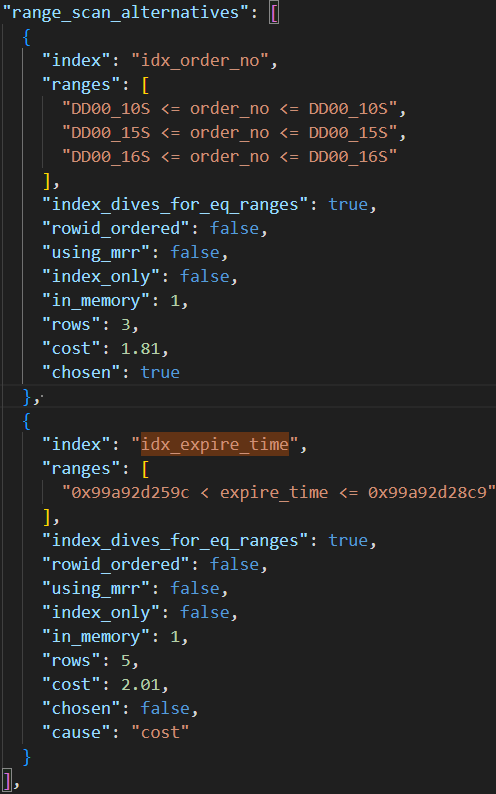 "range_scan_alternatives": [
  {
    "index": "idx_order_no",
    "ranges": [
      "DD00_10S <= order_no <= DD00_10S",
      "DD00_15S <= order_no <= DD00_15S",
      "DD00_16S <= order_no <= DD00_16S"
    ],
    "index_dives_for_eq_ranges": true,
    "rowid_ordered": false,
    "using_mrr": false,
    "index_only": false,
    "in_memory": 1,
    "rows": 3,
    "cost": 1.81,
    "chosen": true
  },
  {
    "index": "idx_expire_time",
    "ranges": [
      "0x99a92d259c < expire_time <= 0x99a92d28c9"
    ],
    "index_dives_for_eq_ranges": true,
    "rowid_ordered": false,
    "using_mrr": false,
    "index_only": false,
    "in_memory": 1,
    "rows": 5,
    "cost": 2.01,
    "chosen": false,
    "cause": "cost"
  }
],